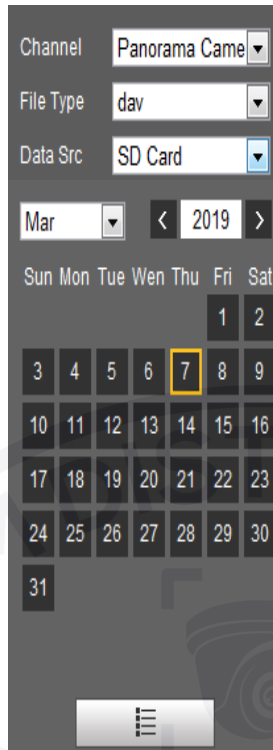 Channel Panorama Came
File Type dav
Data Src SD Card
Mar 2019
Sun Mon Tue Wen Thu Fri Sat
1 2
3 4 5 6 7 8 9
10 11 12 13 14 15 16
17 18 19 20 21 22 23
24 25 26 27 28 29 30
31